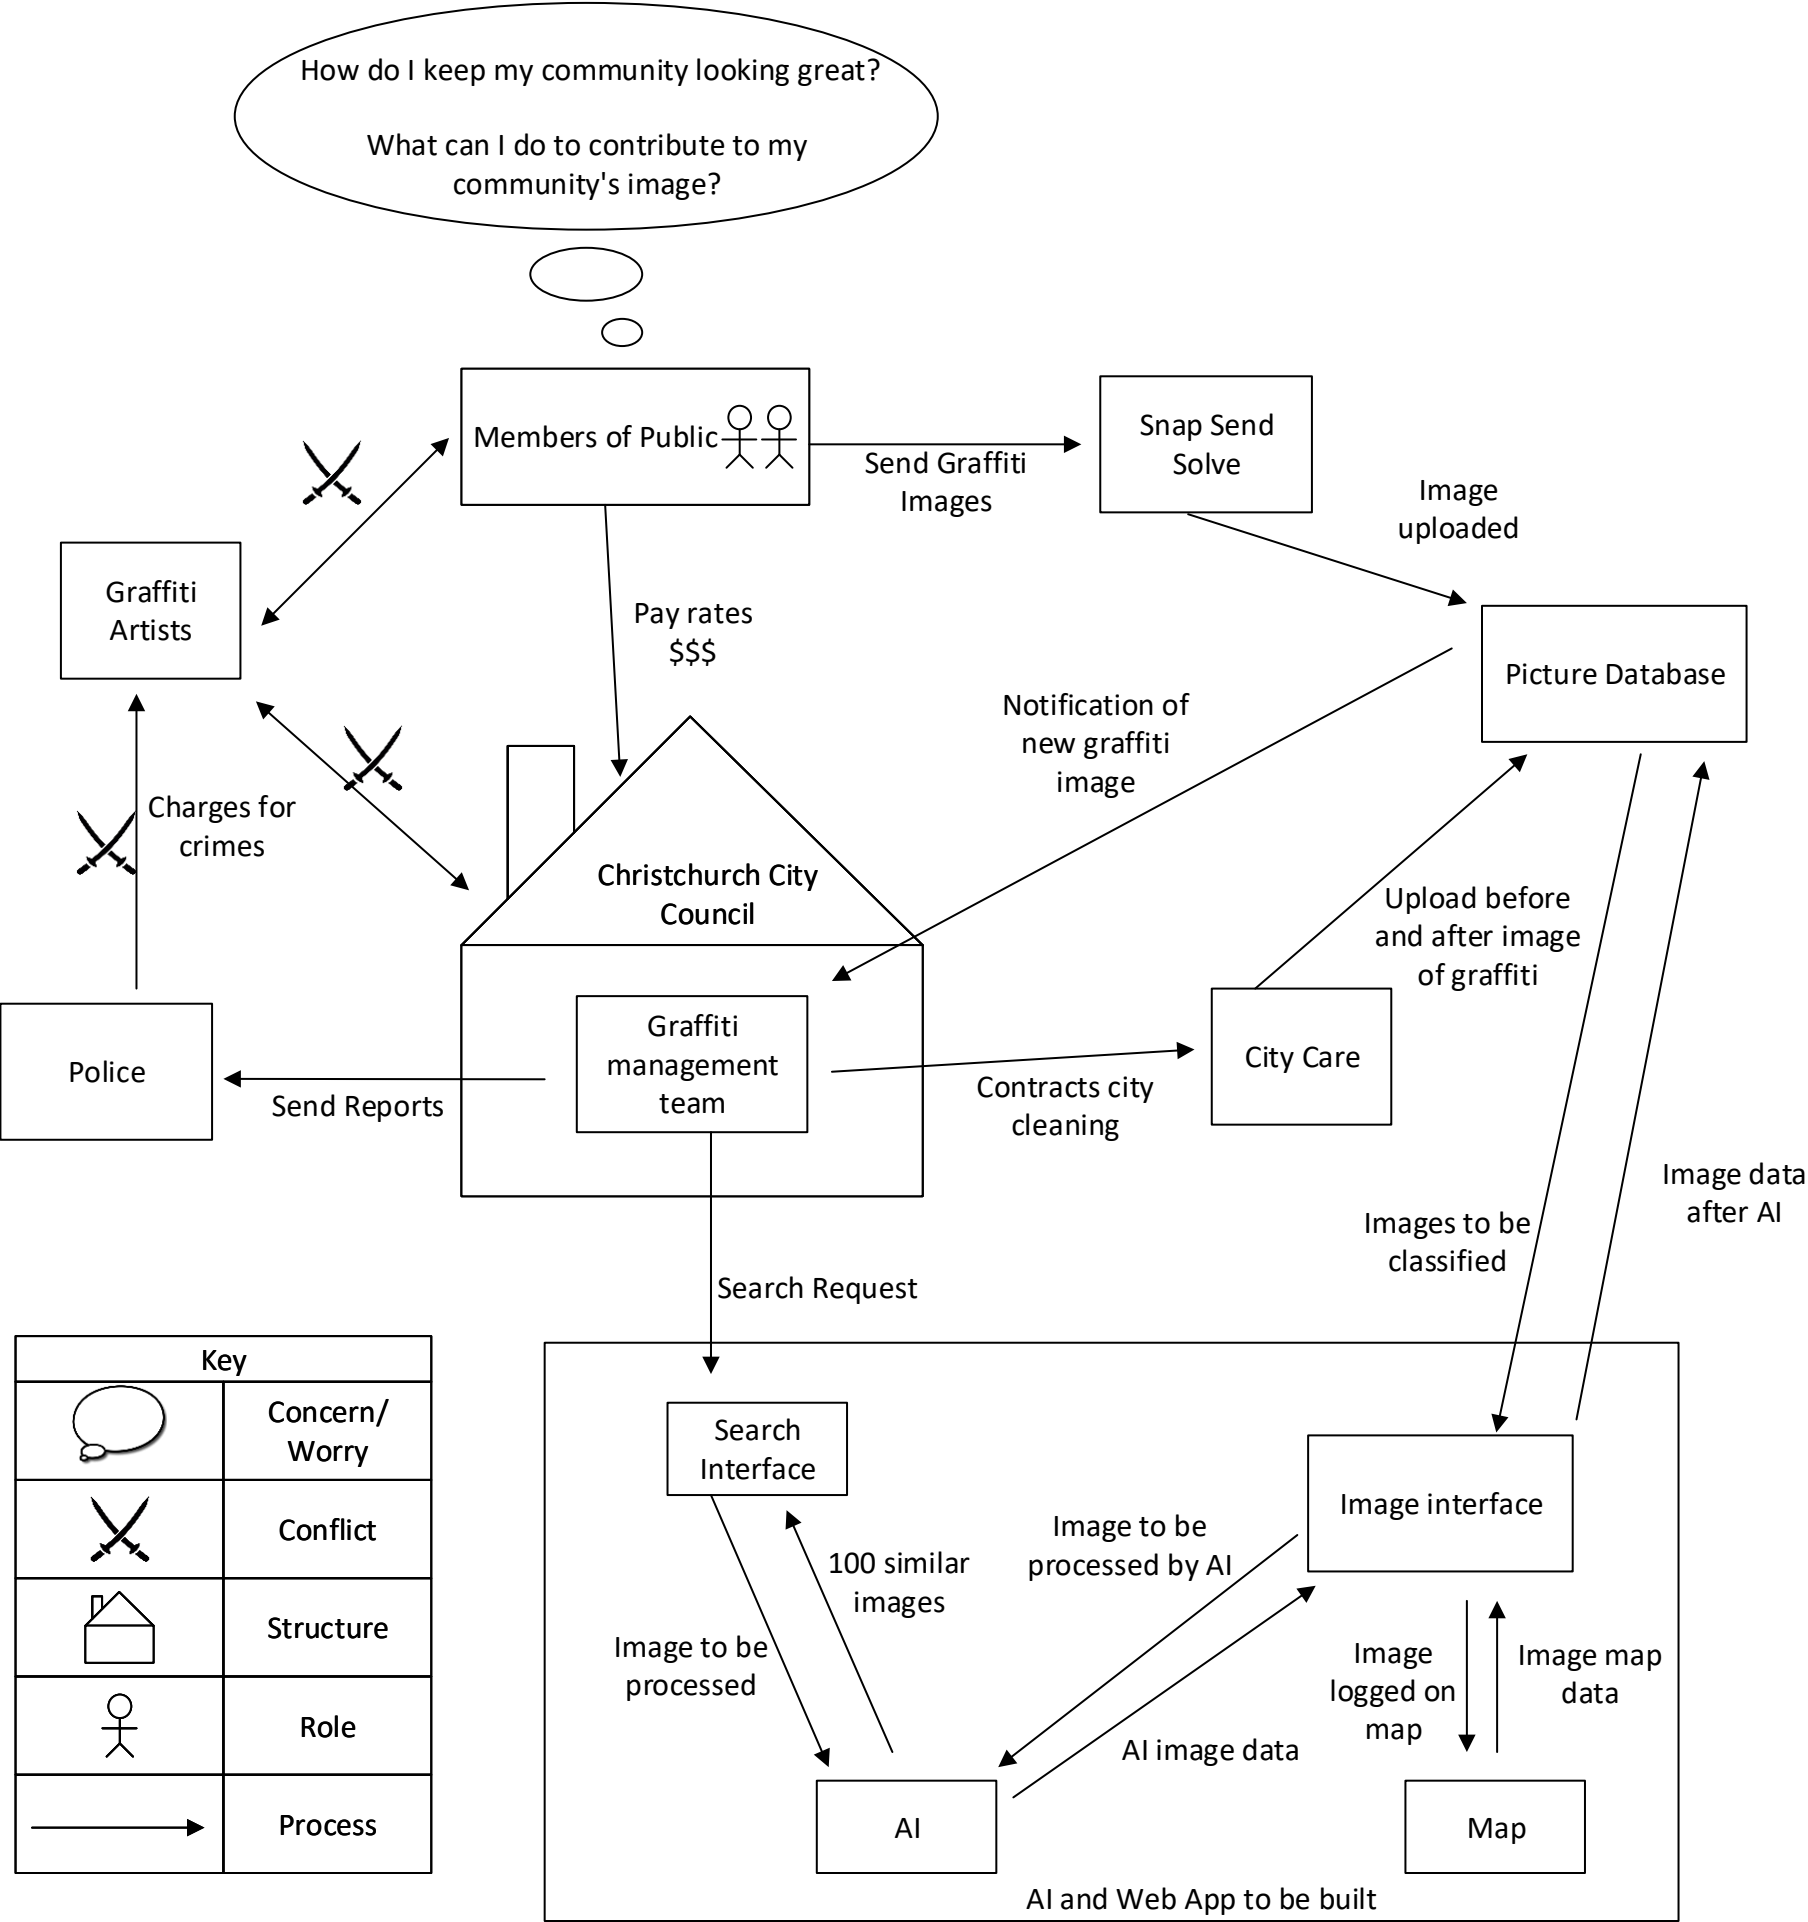 How do I keep my community looking great?
What can I do to contribute to my
community's image?
Members of Public
Send Graffiti
Images
Snap Send
Solve
Image
uploaded
Graffiti
Artists
Pay rates
$$$
Picture Database
Notification of
new graffiti
image
Charges for
crimes
Christchurch City
Council
Upload before
and after image
of graffiti
Graffiti
management
team
Police
Send Reports
Contracts city
cleaning
City Care
Image data
after AI
Images to be
classified
Search Request
Key
Concern/
Worry
Conflict
Structure
Role
Process
Search
Interface
Image interface
Image to be
processed by AI
100 similar
images
Image to be
processed
Image
logged on
map
Image map
data
AI image data
AI
Map
AI and Web App to be built